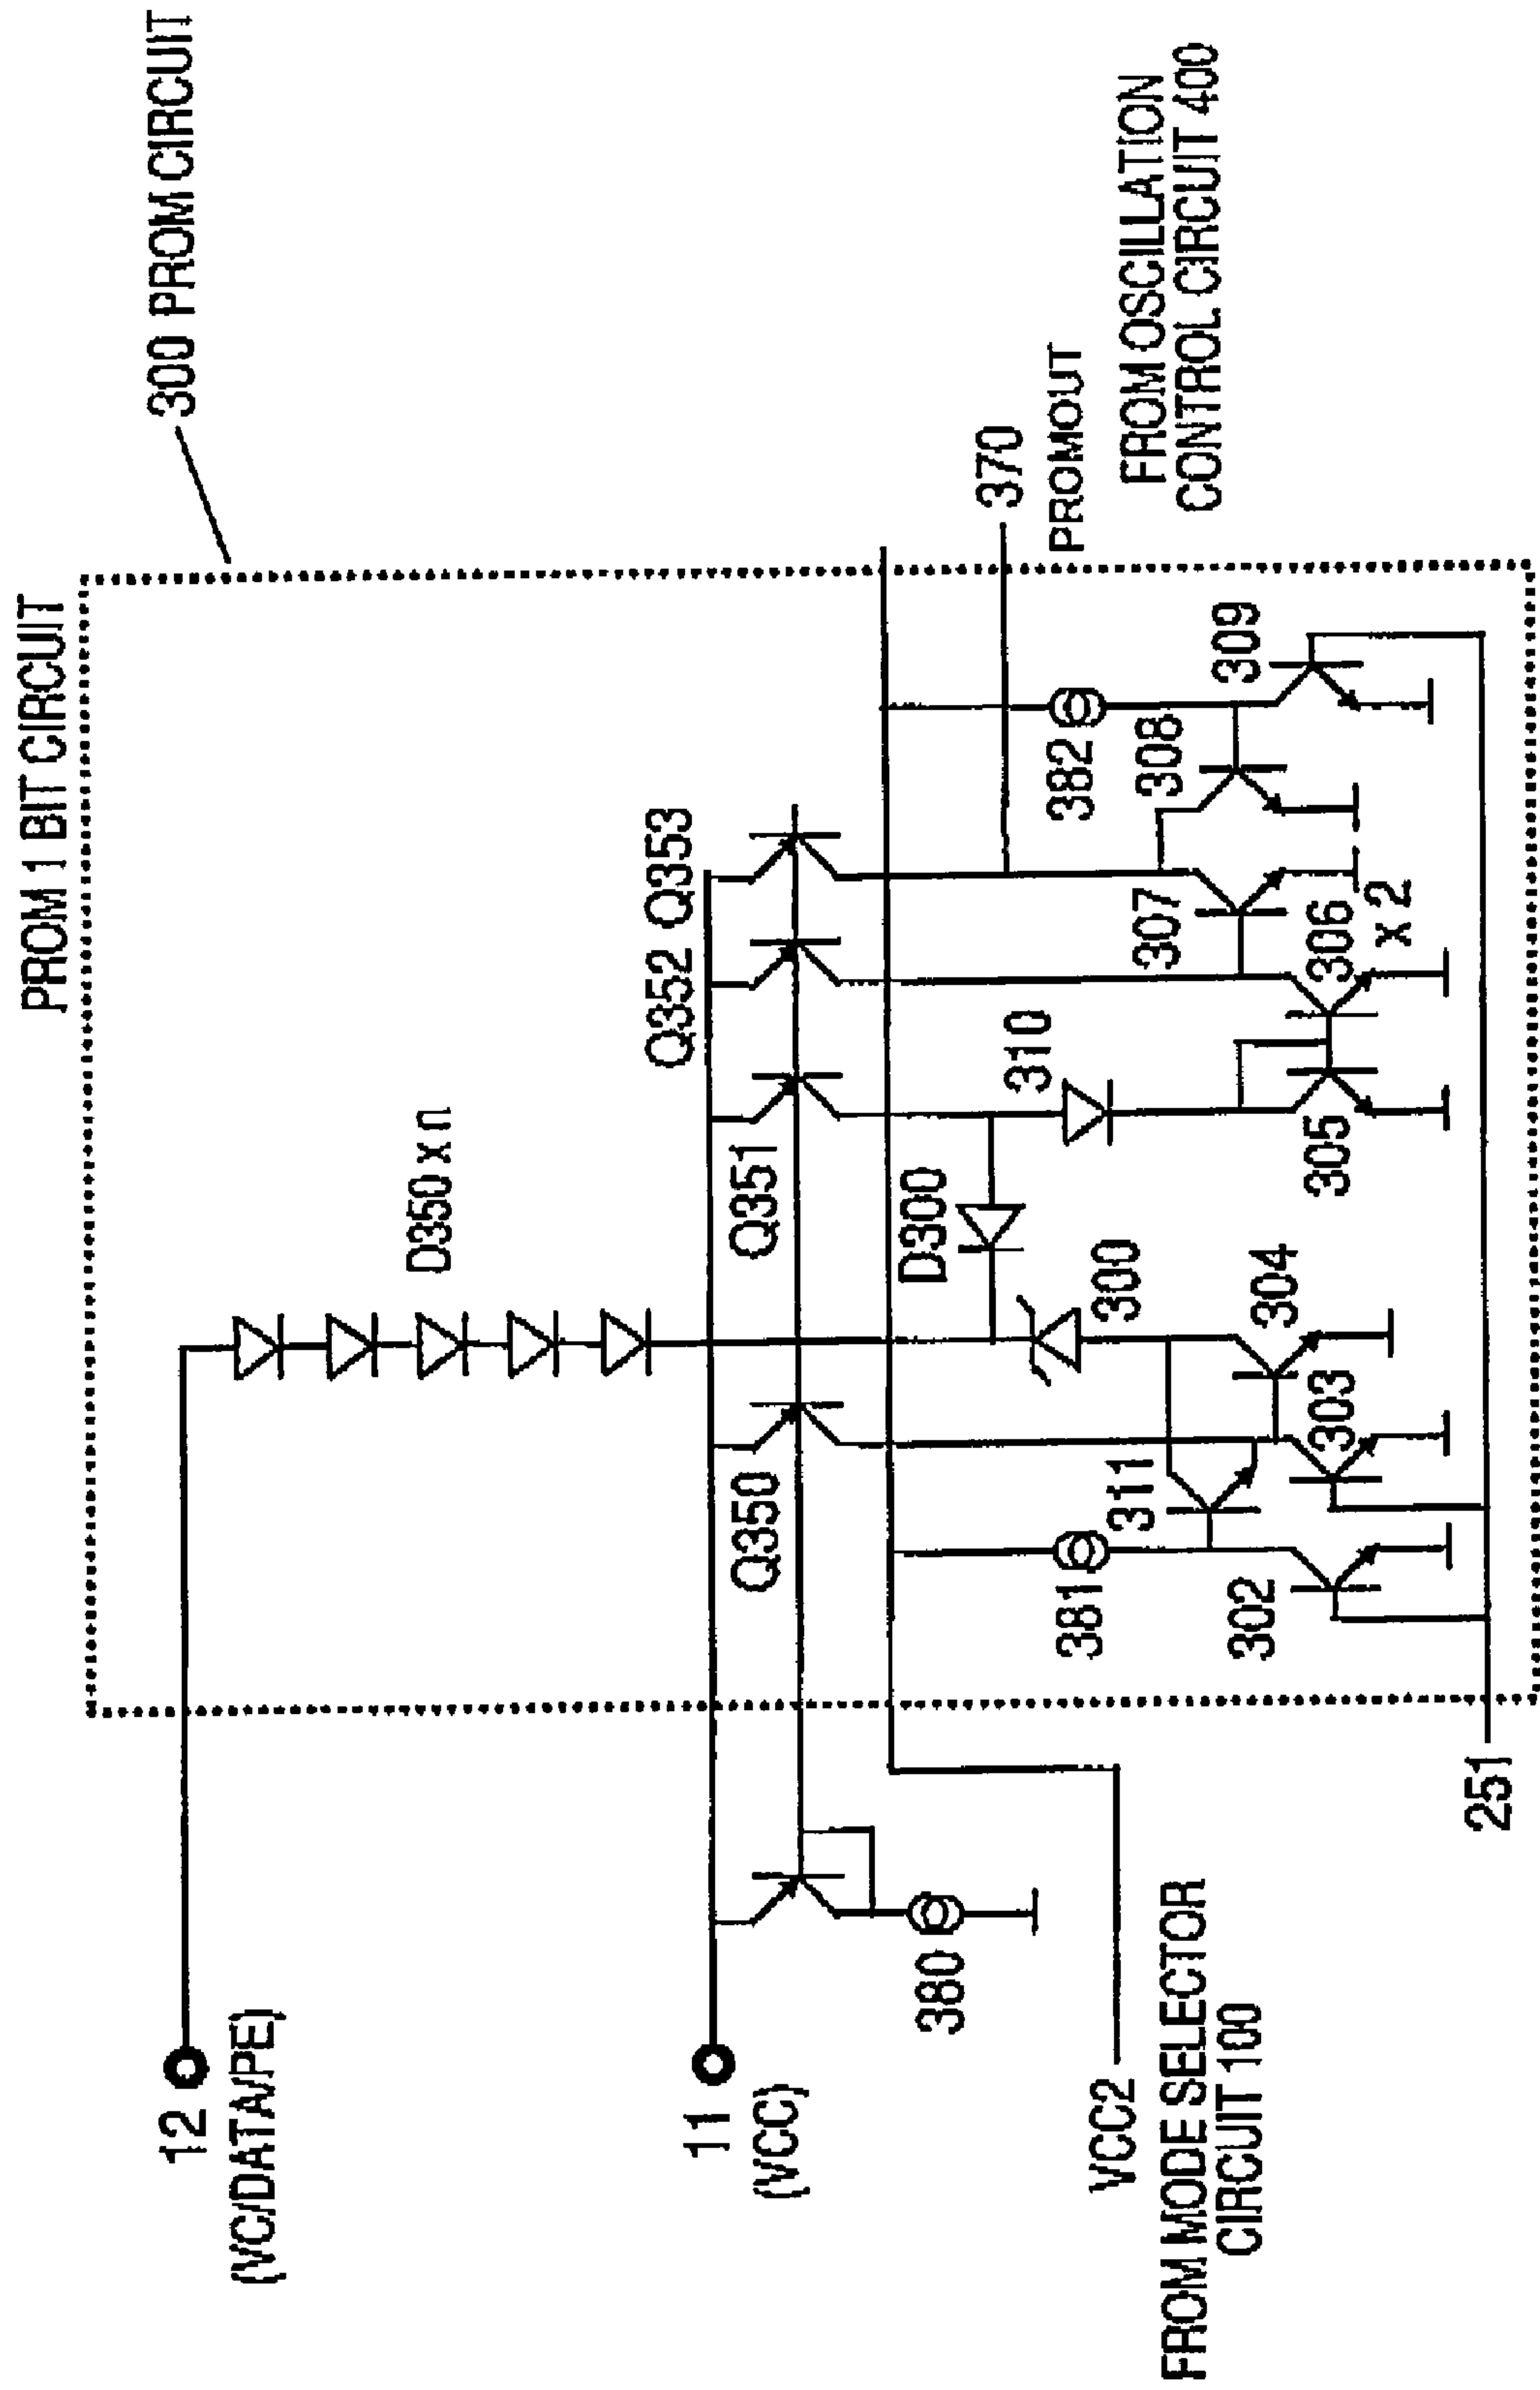 PROM 1 BIT CIRCUIT
300 PROM CIRCUIT
12
(VC/DATA/PE)
D350 x n
11
(VCC)
Q350
Q351
Q352
Q353
380
VCC2
FROM MODE SELECTOR
CIRCUIT 100
D300
370
PROMOUT
FROM OSCILLATION
CONTROL CIRCUIT 400
381
311
300
310
382
308
309
307
302
303
304
305
306
x 2
251